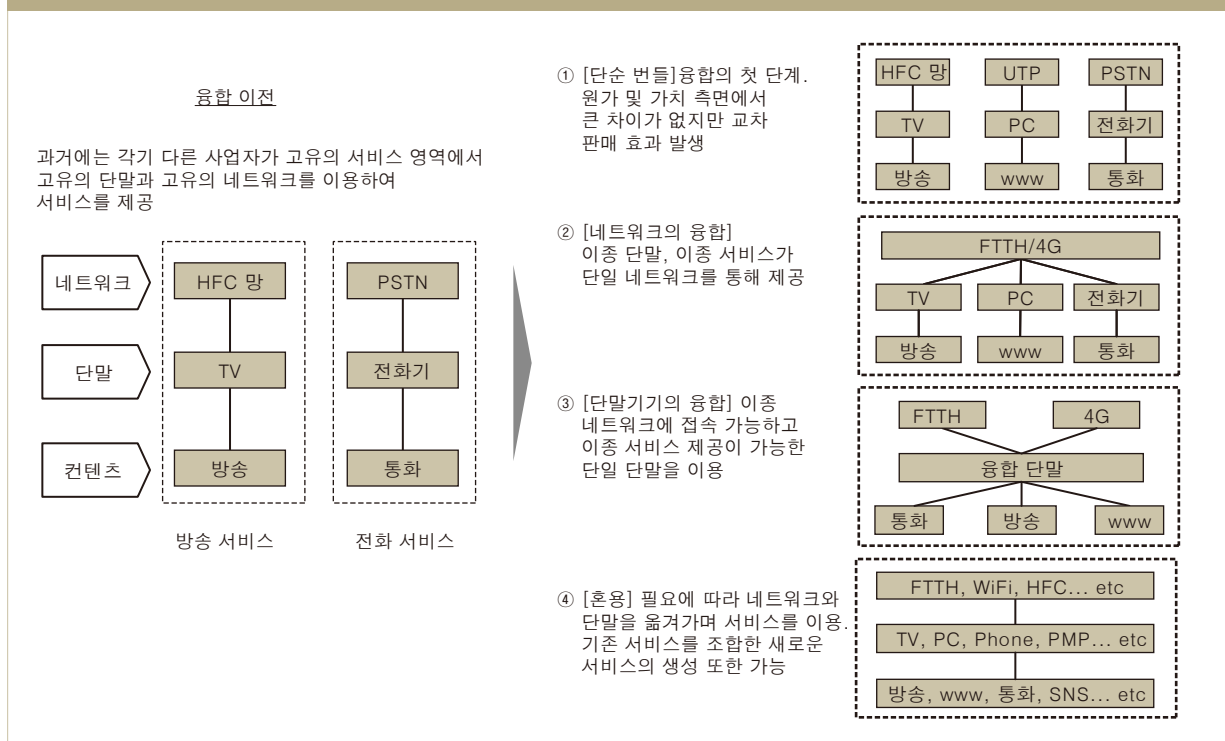 융합 이전
과거에는 각기 다른 사업자가 고유의 서비스 영역에서
고유의 단말과 고유의 네트워크를 이용하여
서비스를 제공
네트워크
HFC 망
PSTN
단말
TV
전화기
컨텐츠
방송
통화
방송 서비스
전화 서비스
① [단순 번들]융합의 첫 단계.
원가 및 가치 측면에서
큰 차이가 없지만 교차
판매 효과 발생
HFC 망
UTP
PSTN
TV
PC
전화기
방송
www
통화
② [네트워크의 융합]
이종 단말, 이종 서비스가
단일 네트워크를 통해 제공
FTTH/4G
TV
PC
전화기
방송
www
통화
③ [단말기기의 융합] 이종
네트워크에 접속 가능하고
이종 서비스 제공이 가능한
단일 단말을 이용
FTTH
4G
융합 단말
통화
방송
www
④ [혼용] 필요에 따라 네트워크와
단말을 옮겨가며 서비스를 이용.
기존 서비스를 조합한 새로운
서비스의 생성 또한 가능
FTTH, WiFi, HFC... etc
TV, PC, Phone, PMP... etc
방송, www, 통화, SNS... etc